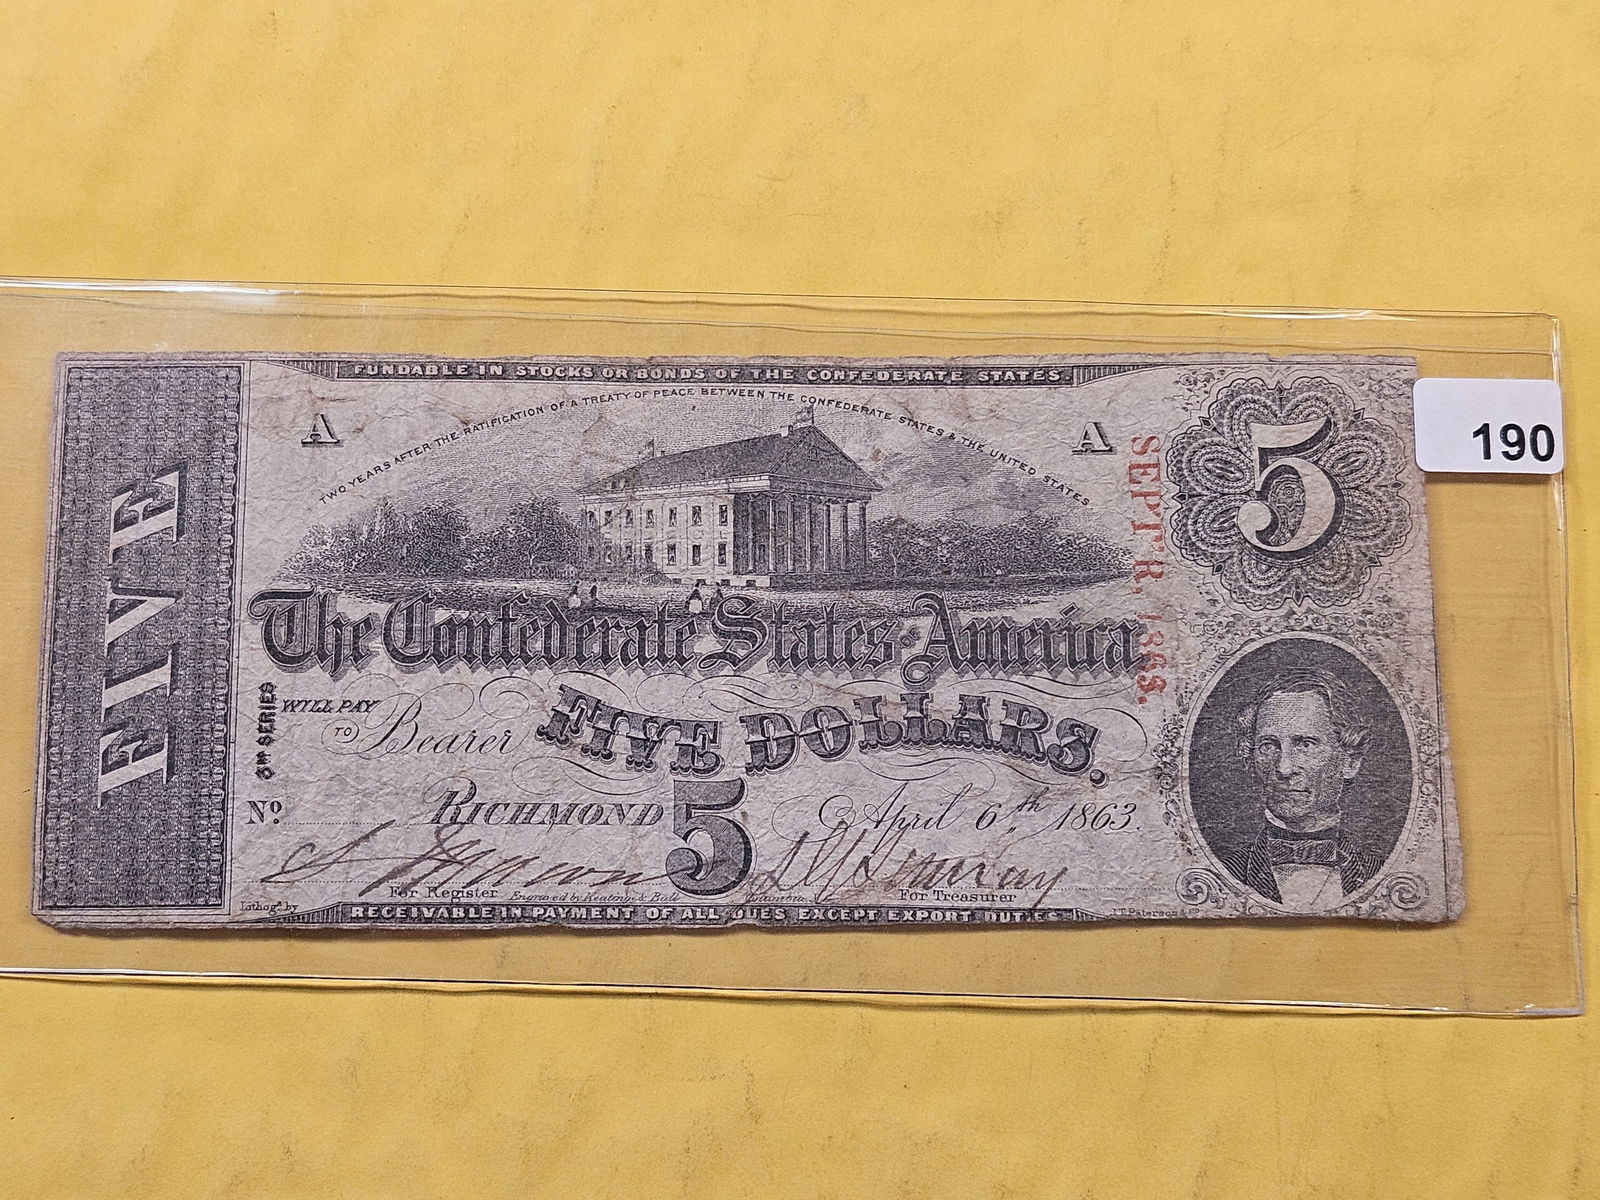 FUNDABLE IN STOCKS OR BONDS OF THE CONFEDERATE STATES
TWO YEARS AFTER THE RATIFICATION OF A TREATY OF PEACE BETWEEN THE CONFEDERATE STATES & THE UNITED STATES
A
A
5
190
FIVE
SEPT'R, 1863.
The Confederate States of America
3RD SERIES
WILL PAY
TO Bearer
FIVE DOLLARS.
No.
RICHMOND
5
April 6th 1863.
For Register
Engraved by Keatinge & Ball
Columbia
For Treasurer
Lithogd by
RECEIVABLE IN PAYMENT OF ALL DUES EXCEPT EXPORT DUTIES
J.T. Paterson & Co